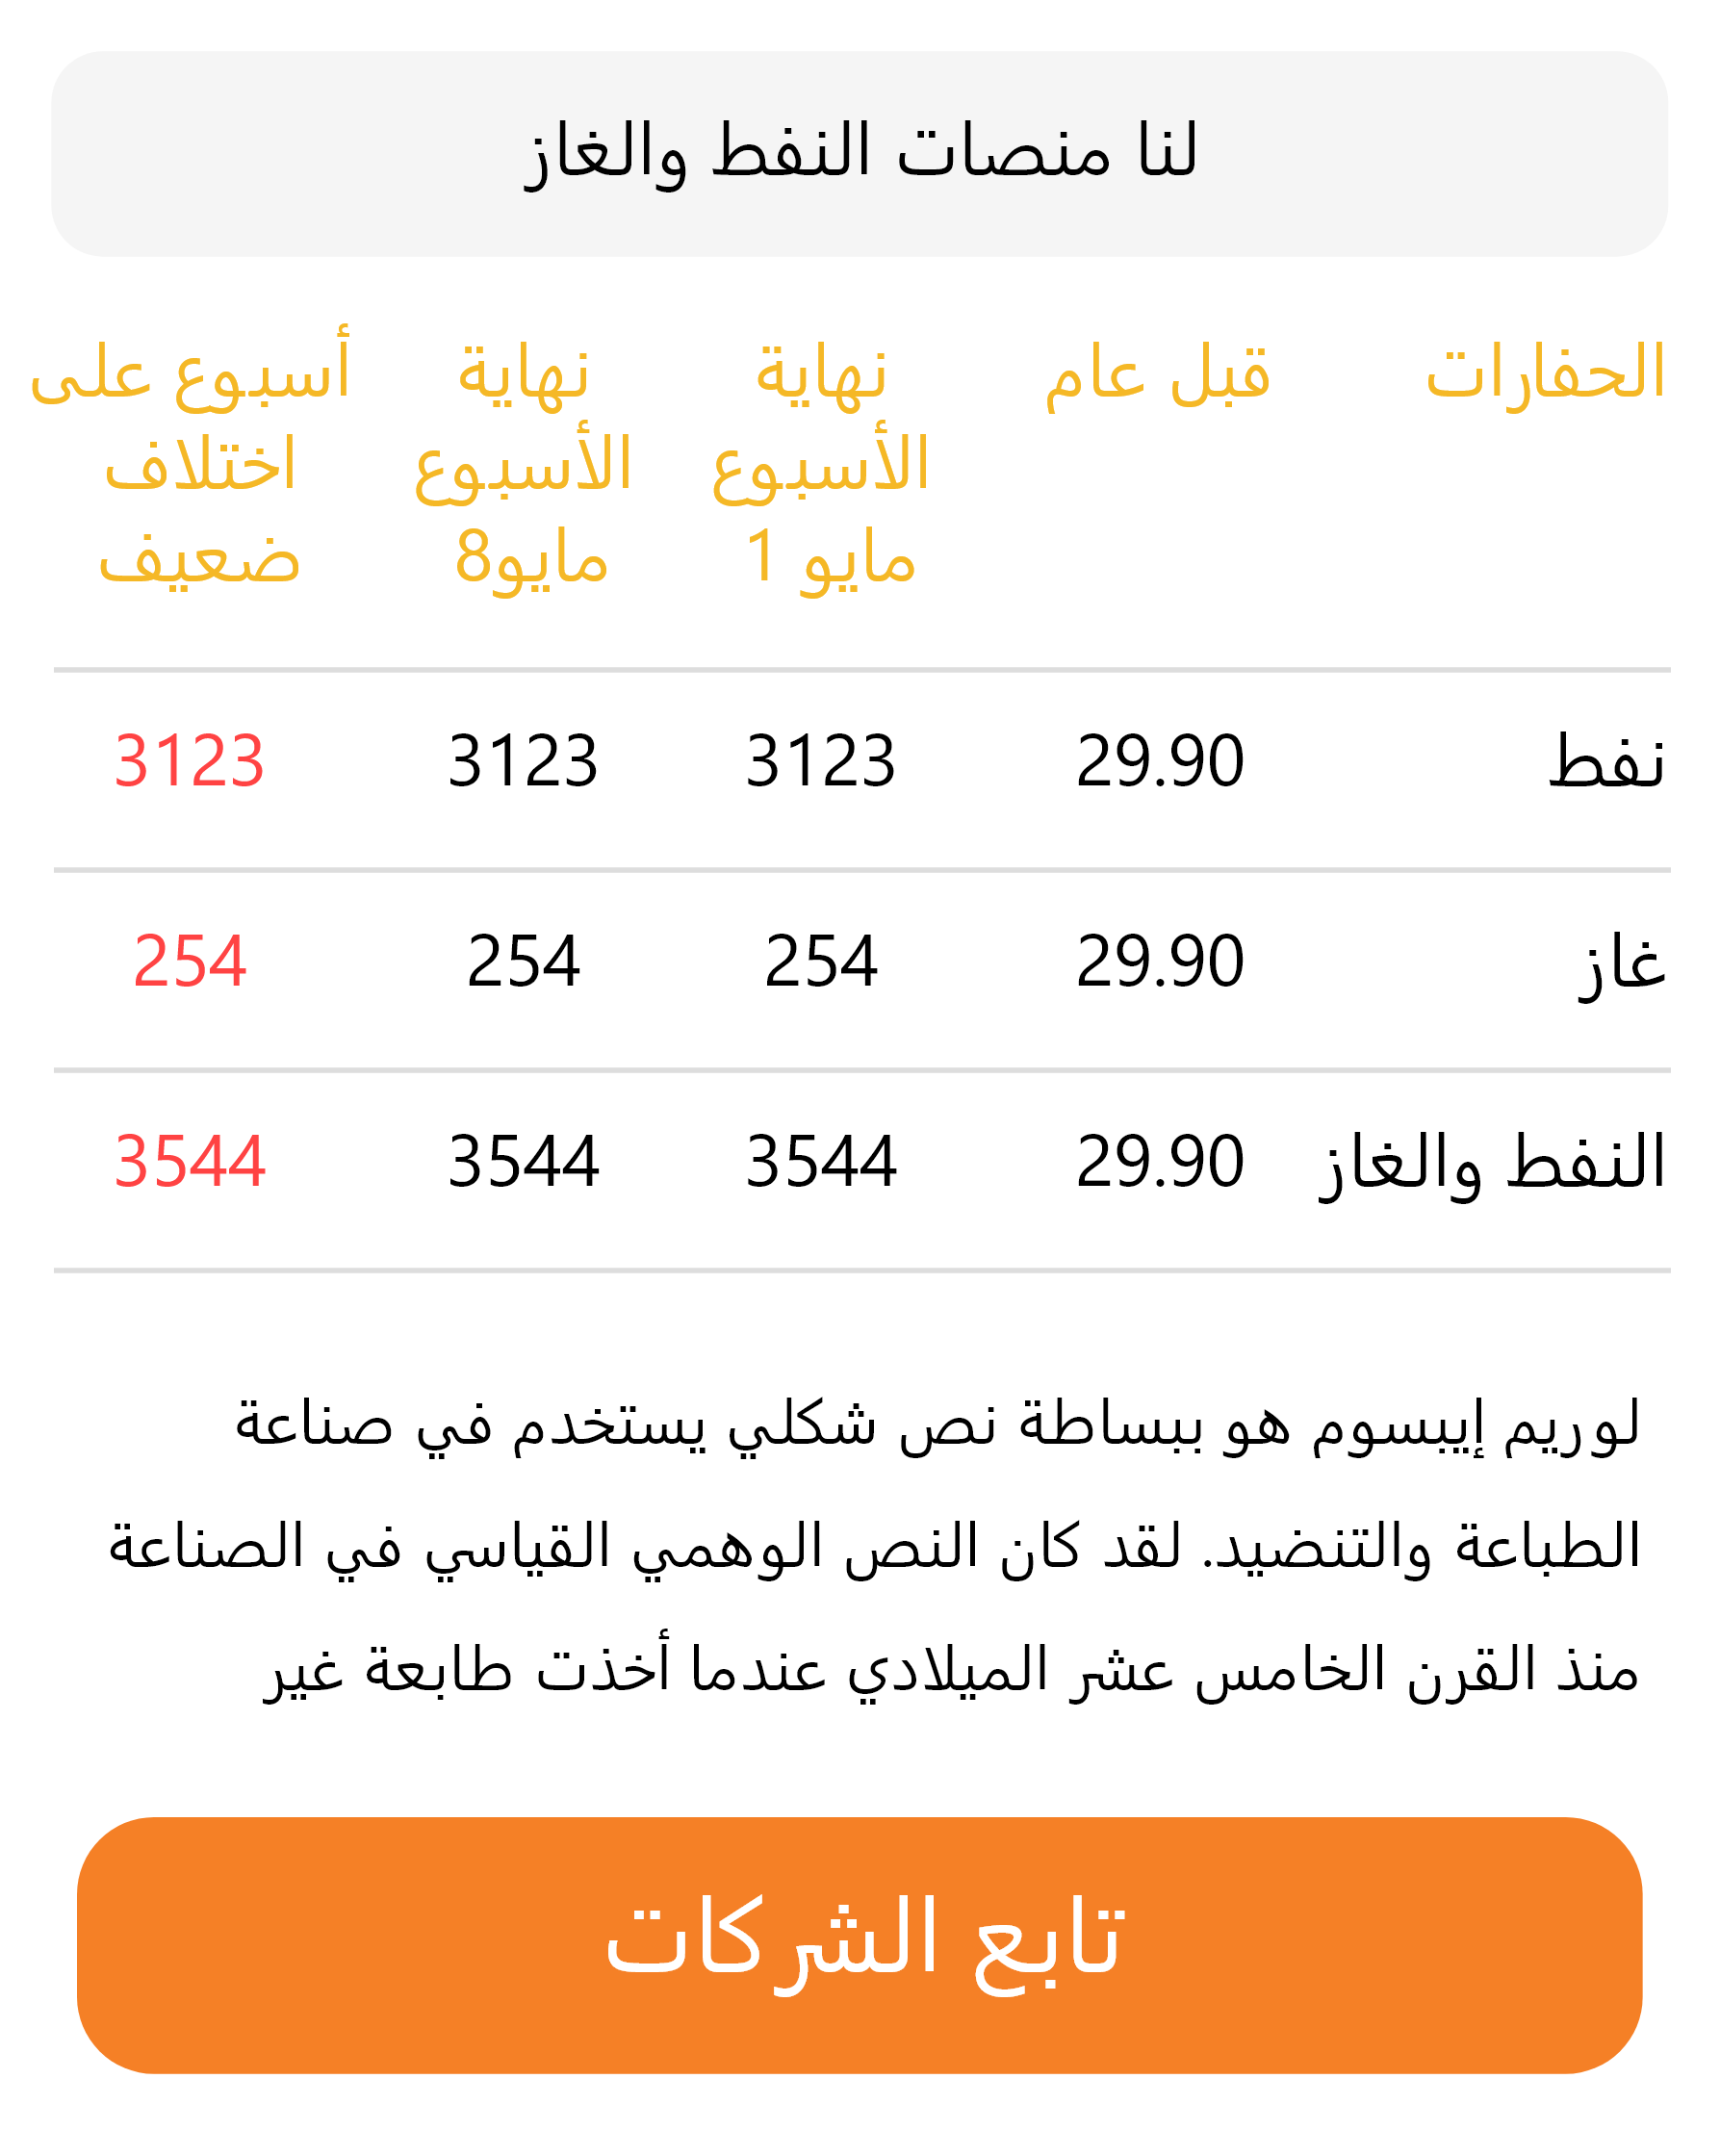 لنا منصات النفط والغاز
الحفارات قبل عام نهاية الأسبوع مايو 1 نهاية الأسبوع مايو8 أسبوع على اختلاف ضعيف
نفط 29.90 3123 3123 3123
غاز 29.90 254 254 254
النفط والغاز 29.90 3544 3544 3544
لوريم إيبسوم هو ببساطة نص شكلي يستخدم في صناعة
الطباعة والتنضيد. لقد كان النص الوهمي القياسي في الصناعة
منذ القرن الخامس عشر الميلادي عندما أخذت طابعة غير
تابع الشركات